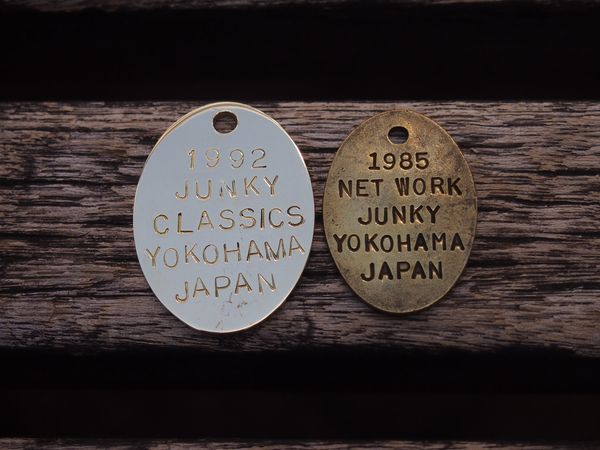 1992
JUNKY
CLASSICS
YOKOHAMA
JAPAN
1985
NET WORK
JUNKY
YOKOHAMA
JAPAN